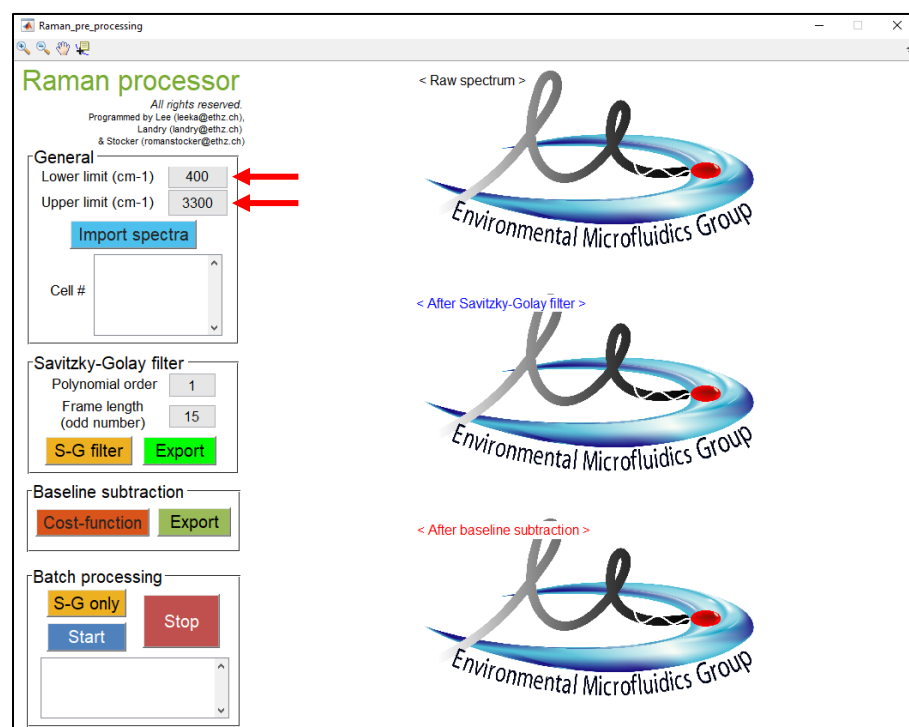 Raman_pre_processing
Raman processor
All rights reserved.
Programmed by Lee (leeka@ethz.ch),
Landry (landry@ethz.ch)
& Stocker (romanstocker@ethz.ch)
General
Lower limit (cm-1) 400
Upper limit (cm-1) 3300
Import spectra
Cell #
Savitzky-Golay filter
Polynomial order 1
Frame length
(odd number) 15
S-G filter Export
Baseline subtraction
Cost-function Export
Batch processing
S-G only
Start
Stop
< Raw spectrum >
Environmental Microfluidics Group
< After Savitzky-Golay filter >
Environmental Microfluidics Group
< After baseline subtraction >
Environmental Microfluidics Group